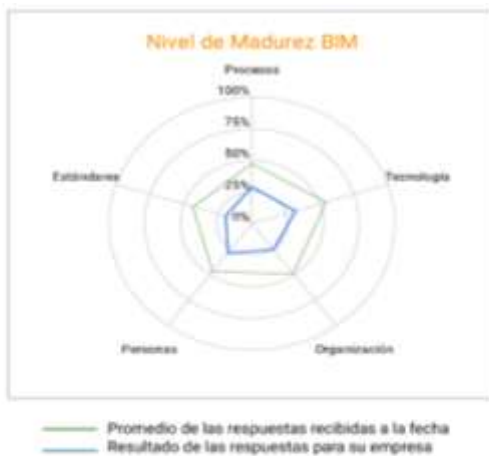 Nivel de Madurez BIM
Procesos
100%
75%
50%
25%
0%
Estándares
Tecnología
Personas
Organización
Promedio de las respuestas recibidas a la fecha
Resultado de las respuestas para su empresa